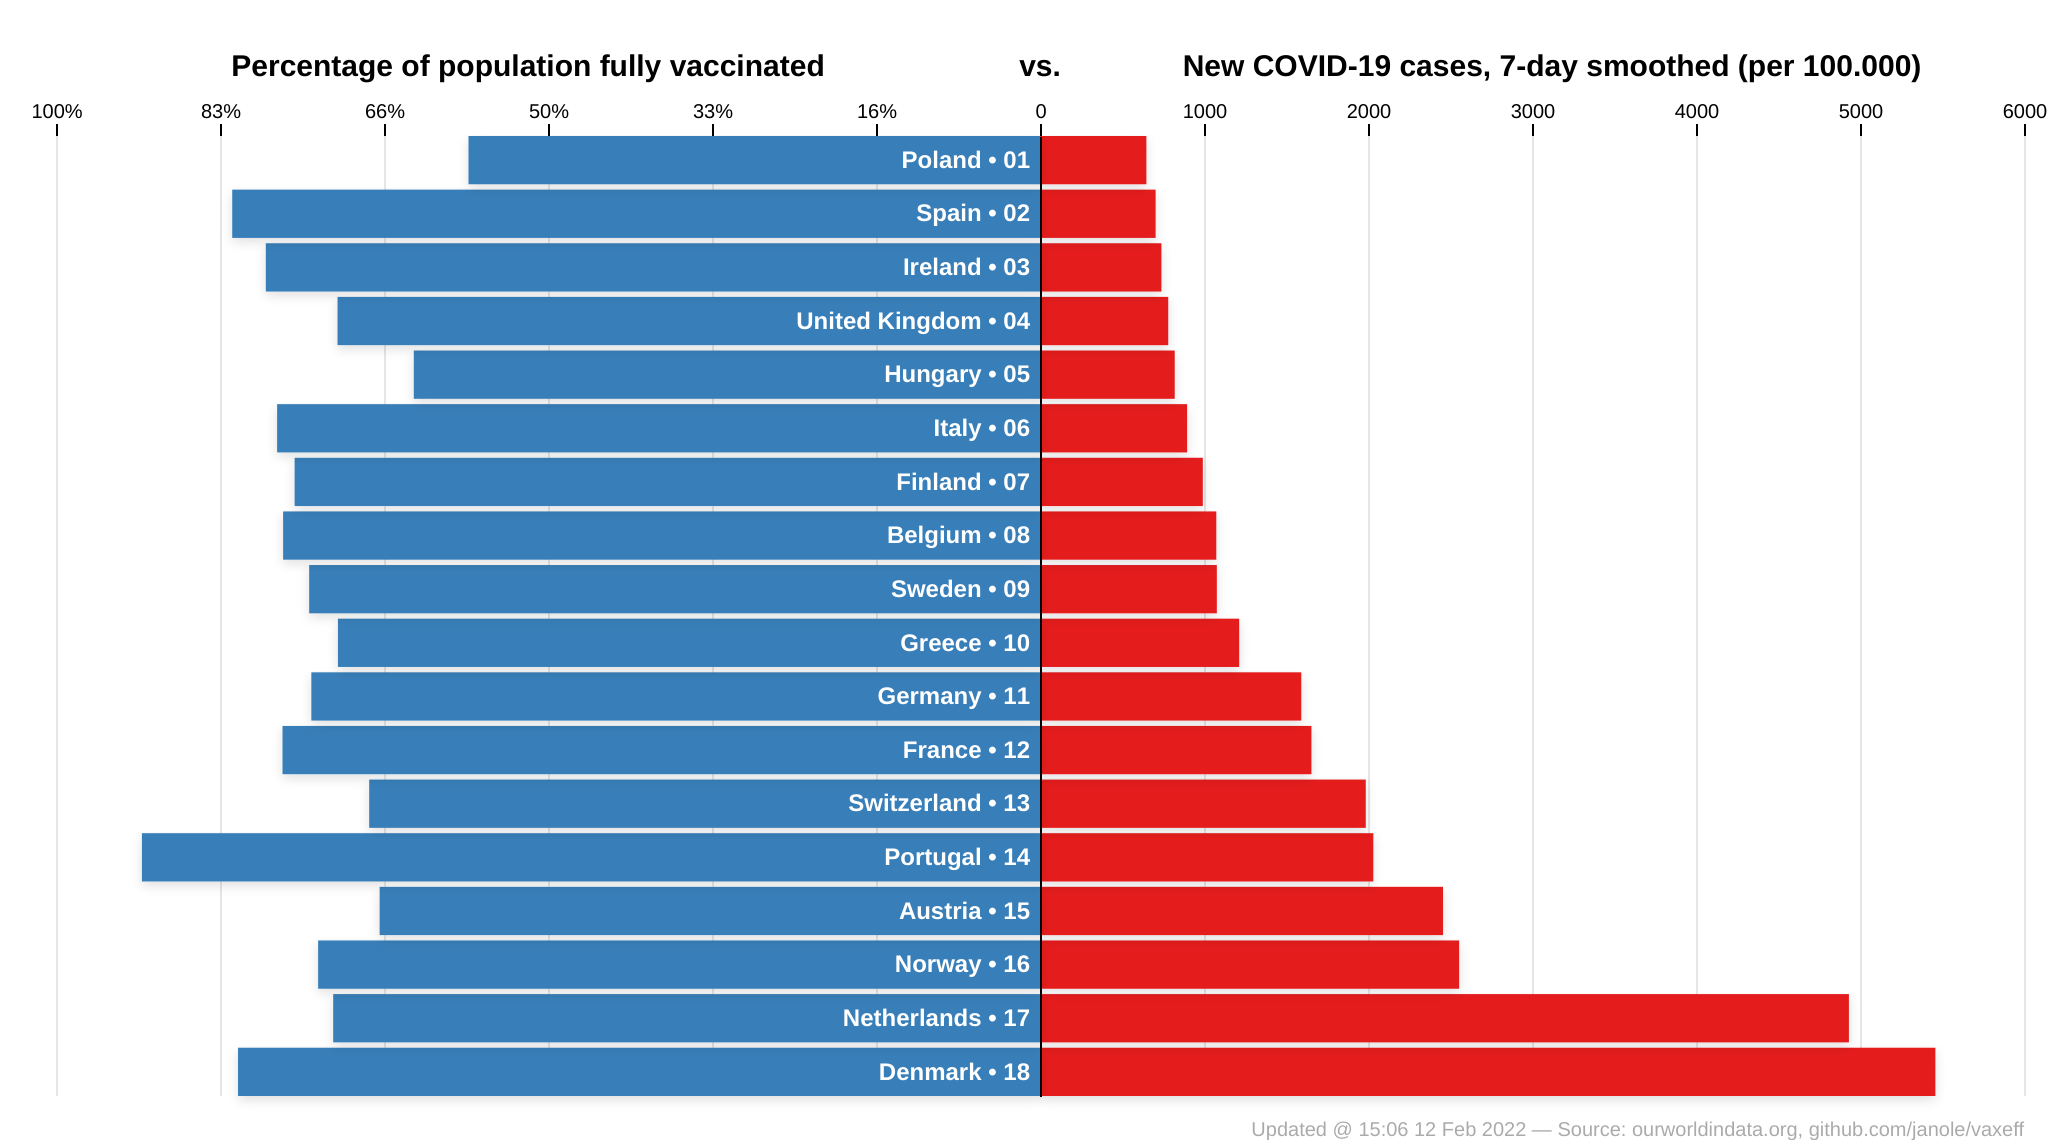 Percentage of population fully vaccinated vs. New COVID-19 cases, 7-day smoothed (per 100.000)
100% 83% 66% 50% 33% 16% 0 1000 2000 3000 4000 5000 6000
Poland • 01
Spain • 02
Ireland • 03
United Kingdom • 04
Hungary • 05
Italy • 06
Finland • 07
Belgium • 08
Sweden • 09
Greece • 10
Germany • 11
France • 12
Switzerland • 13
Portugal • 14
Austria • 15
Norway • 16
Netherlands • 17
Denmark • 18
Updated @ 15:06 12 Feb 2022 — Source: ourworldindata.org, github.com/janole/vaxeff